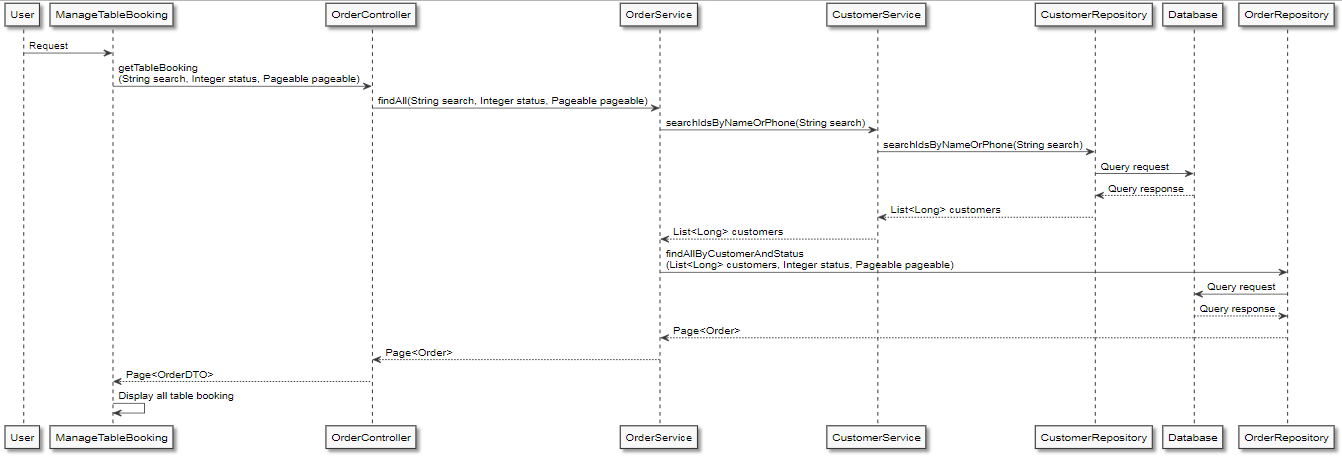 User ManageTableBooking OrderController OrderService CustomerService CustomerRepository Database OrderRepository
Request
getTableBooking
(String search, Integer status, Pageable pageable)
findAll(String search, Integer status, Pageable pageable)
searchIdsByNameOrPhone(String search)
searchIdsByNameOrPhone(String search)
Query request
Query response
List<Long> customers
List<Long> customers
findAllByCustomerAndStatus
(List<Long> customers, Integer status, Pageable pageable)
Query request
Query response
Page<Order>
Page<Order>
Page<OrderDTO>
Display all table booking
User ManageTableBooking OrderController OrderService CustomerService CustomerRepository Database OrderRepository